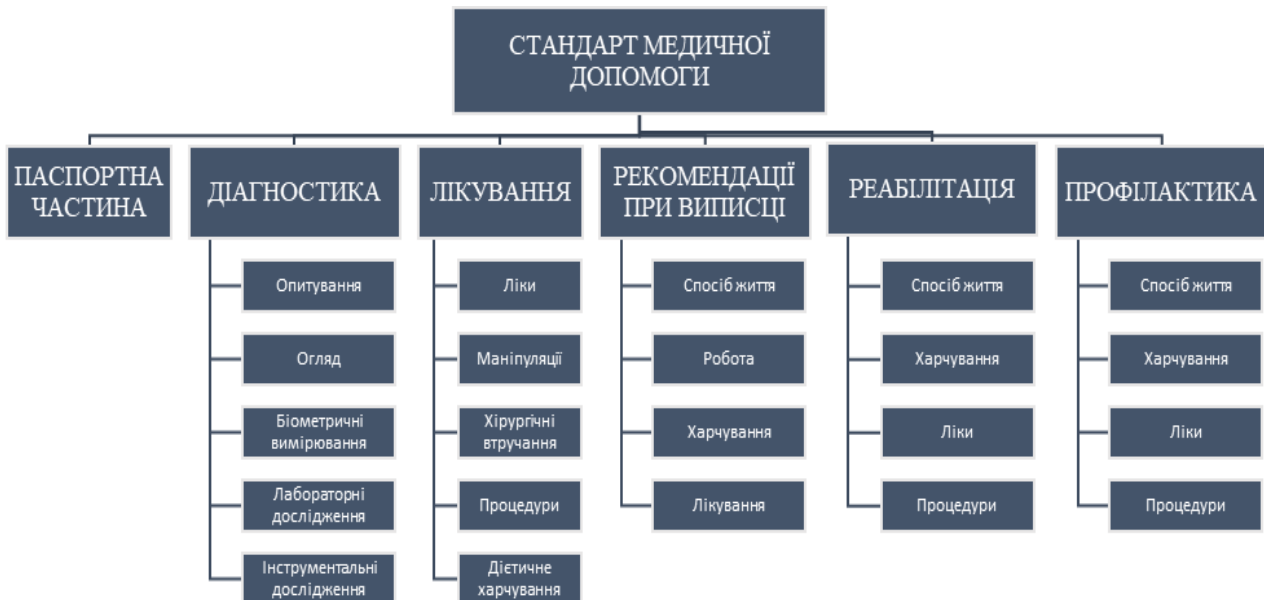 СТАНДАРТ МЕДИЧНОЇ
ДОПОМОГИ
ПАСПОРТНА
ЧАСТИНА
ДІАГНОСТИКА
Опитування
Огляд
Біометричні
вимірювання
Лабораторні
дослідження
Інструментальні
дослідження
ЛІКУВАННЯ
Ліки
Маніпуляції
Хірургічні
втручання
Процедури
Дієтичне
харчування
РЕКОМЕНДАЦІЇ
ПРИ ВИПИСЦІ
Спосіб життя
Робота
Харчування
Лікування
РЕАБІЛІТАЦІЯ
Спосіб життя
Харчування
Ліки
Процедури
ПРОФІЛАКТИКА
Спосіб життя
Харчування
Ліки
Процедури